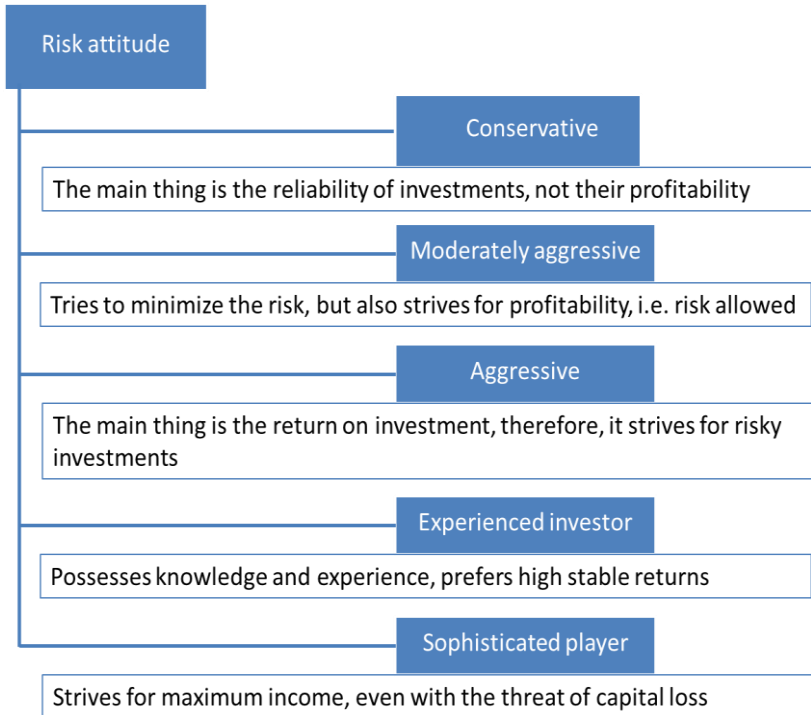 Risk attitude
Conservative
The main thing is the reliability of investments, not their profitability
Moderately aggressive
Tries to minimize the risk, but also strives for profitability, i.e. risk allowed
Aggressive
The main thing is the return on investment, therefore, it strives for risky
investments
Experienced investor
Possesses knowledge and experience, prefers high stable returns
Sophisticated player
Strives for maximum income, even with the threat of capital loss